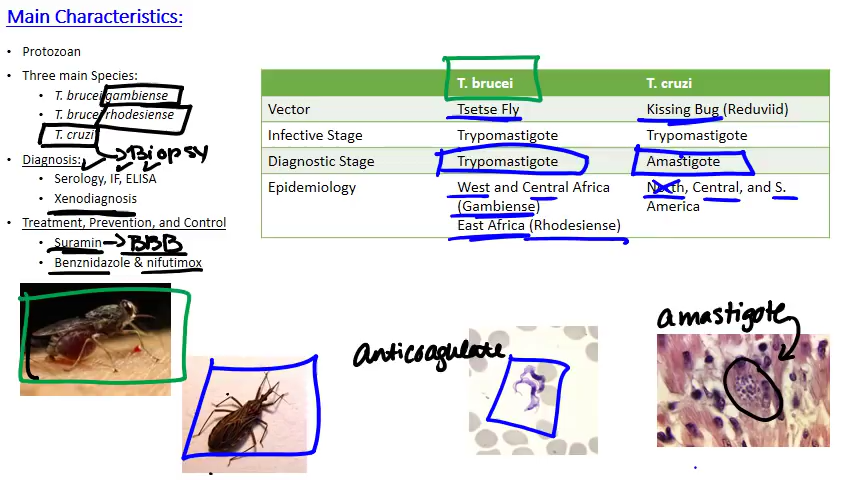 Main Characteristics:
• Protozoan
• Three main Species:
• T. brucei gambiense
• T. brucei rhodesiense
• T. cruzi
→ Biopsy
• Diagnosis:
• Serology, IF, ELISA
• Xenodiagnosis
• Treatment, Prevention, and Control
• Suramin → BBB
• Benznidazole & nifutimox
T. brucei T. cruzi
Vector Tsetse Fly Kissing Bug (Reduviid)
Infective Stage Trypomastigote Trypomastigote
Diagnostic Stage Trypomastigote Amastigote
Epidemiology West and Central Africa North, Central, and S.
(Gambiense) America
East Africa (Rhodesiense)
anticoagulate
amastigote